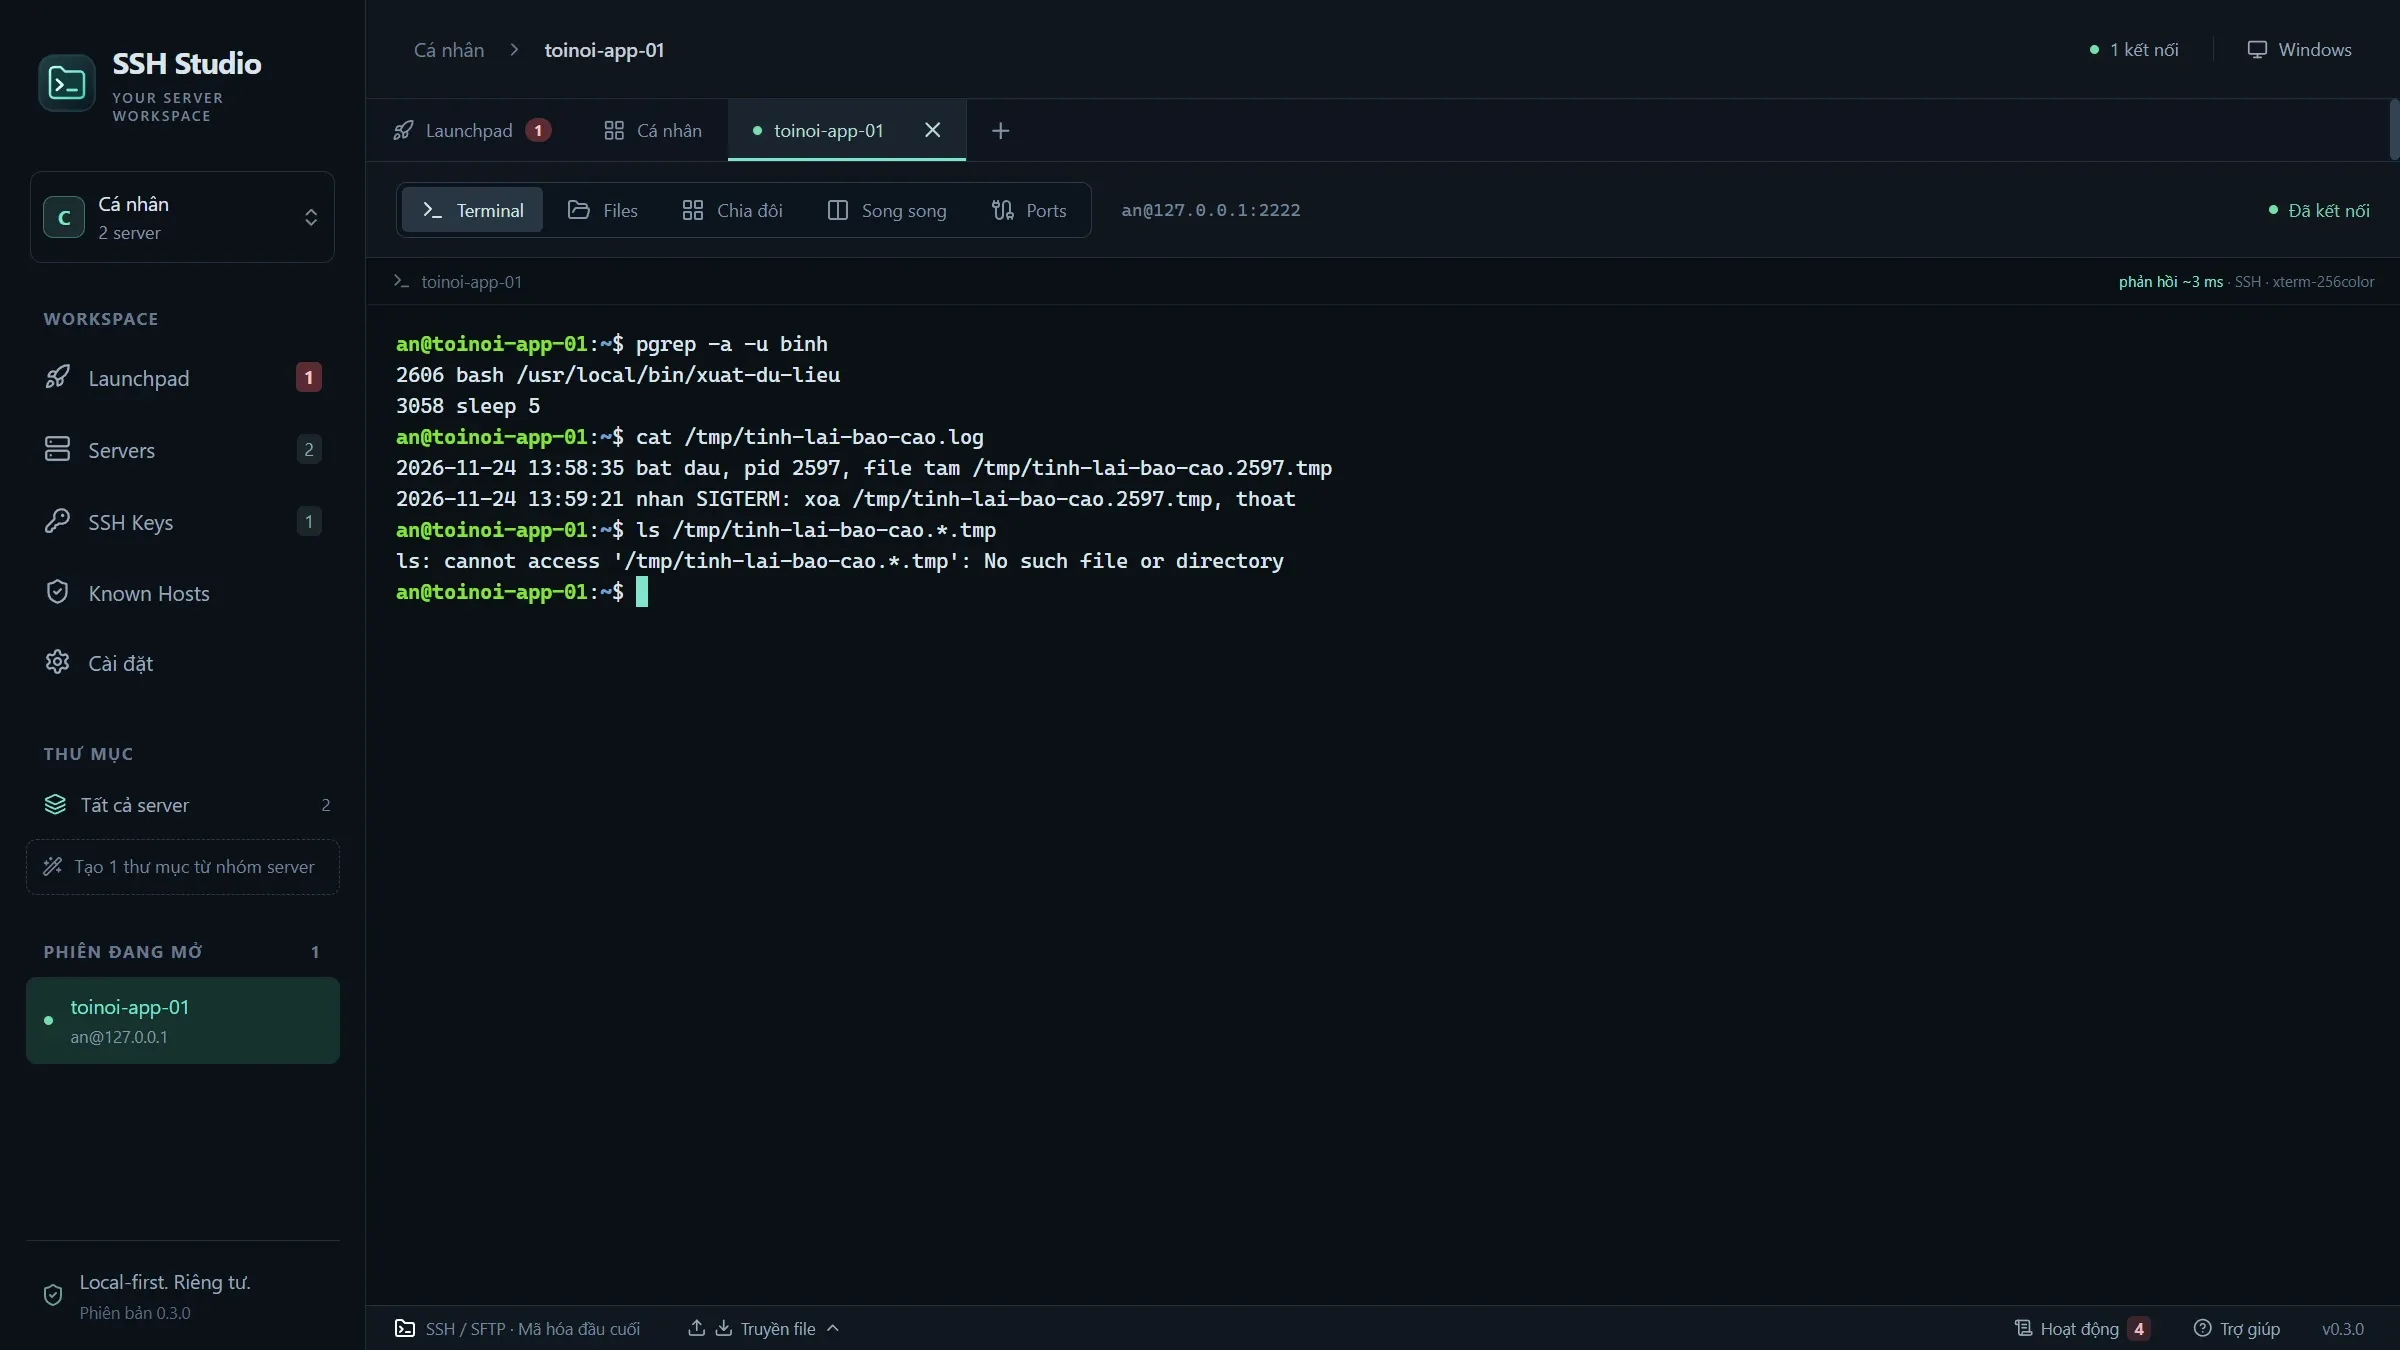 SSH Studio
YOUR SERVER
WORKSPACE
C
Cá nhân
2 server
WORKSPACE
Launchpad 1
Servers 2
SSH Keys 1
Known Hosts
Cài đặt
THƯ MỤC
Tất cả server 2
Tạo 1 thư mục từ nhóm server
PHIÊN ĐANG MỞ 1
toinoi-app-01
an@127.0.0.1
Local-first. Riêng tư.
Phiên bản 0.3.0
Cá nhân > toinoi-app-01
1 kết nối
Windows
Launchpad 1
Cá nhân
toinoi-app-01
Terminal
Files
Chia đôi
Song song
Ports
an@127.0.0.1:2222
Đã kết nối
toinoi-app-01
phản hồi ~3 ms · SSH · xterm-256color
an@toinoi-app-01:~$ pgrep -a -u binh
2606 bash /usr/local/bin/xuat-du-lieu
3058 sleep 5
an@toinoi-app-01:~$ cat /tmp/tinh-lai-bao-cao.log
2026-11-24 13:58:35 bat dau, pid 2597, file tam /tmp/tinh-lai-bao-cao.2597.tmp
2026-11-24 13:59:21 nhan SIGTERM: xoa /tmp/tinh-lai-bao-cao.2597.tmp, thoat
an@toinoi-app-01:~$ ls /tmp/tinh-lai-bao-cao.*.tmp
ls: cannot access '/tmp/tinh-lai-bao-cao.*.tmp': No such file or directory
an@toinoi-app-01:~$
SSH / SFTP · Mã hóa đầu cuối
Truyền file
Hoạt động 4
Trợ giúp
v0.3.0